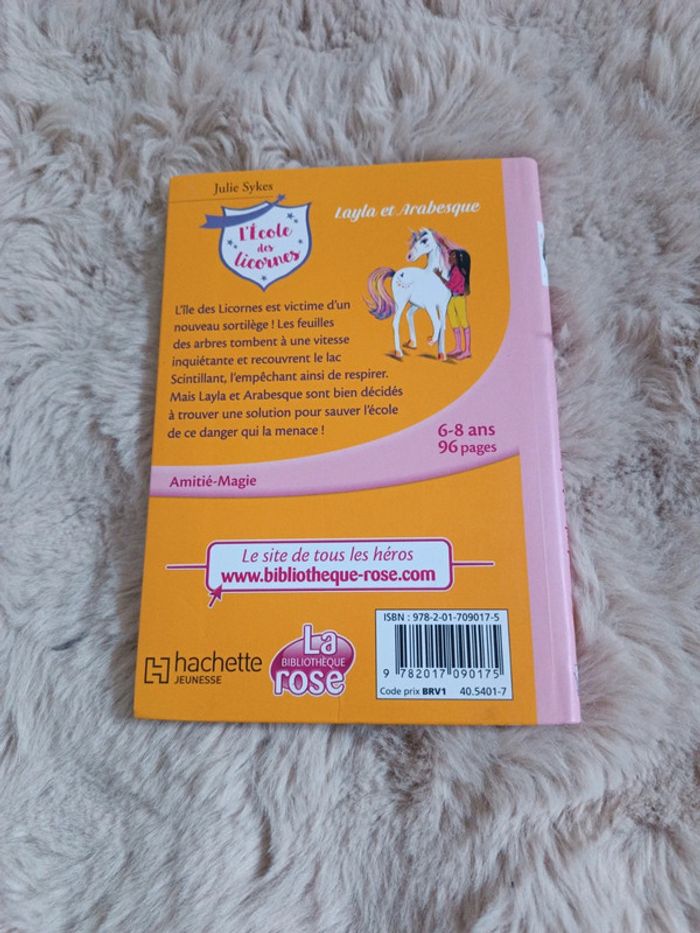 Julie Sykes
L'École
des
licornes
Layla et Arabesque
L'Île des Licornes est victime d'un
nouveau sortilège ! Les feuilles
des arbres tombent à une vitesse
inquiétante et recouvrent le lac
Scintillant, l'empêchant ainsi de respirer.
Mais Layla et Arabesque sont bien décidés
à trouver une solution pour sauver l'école
de ce danger qui la menace !
6-8 ans
96 pages
Amitié-Magie
Le site de tous les héros
www.bibliotheque-rose.com
hachette
JEUNESSE
La
BIBLIOTHÈQUE
rose
ISBN : 978-2-01-709017-5
9 782017 090175
Code prix BRV1 40.5401-7